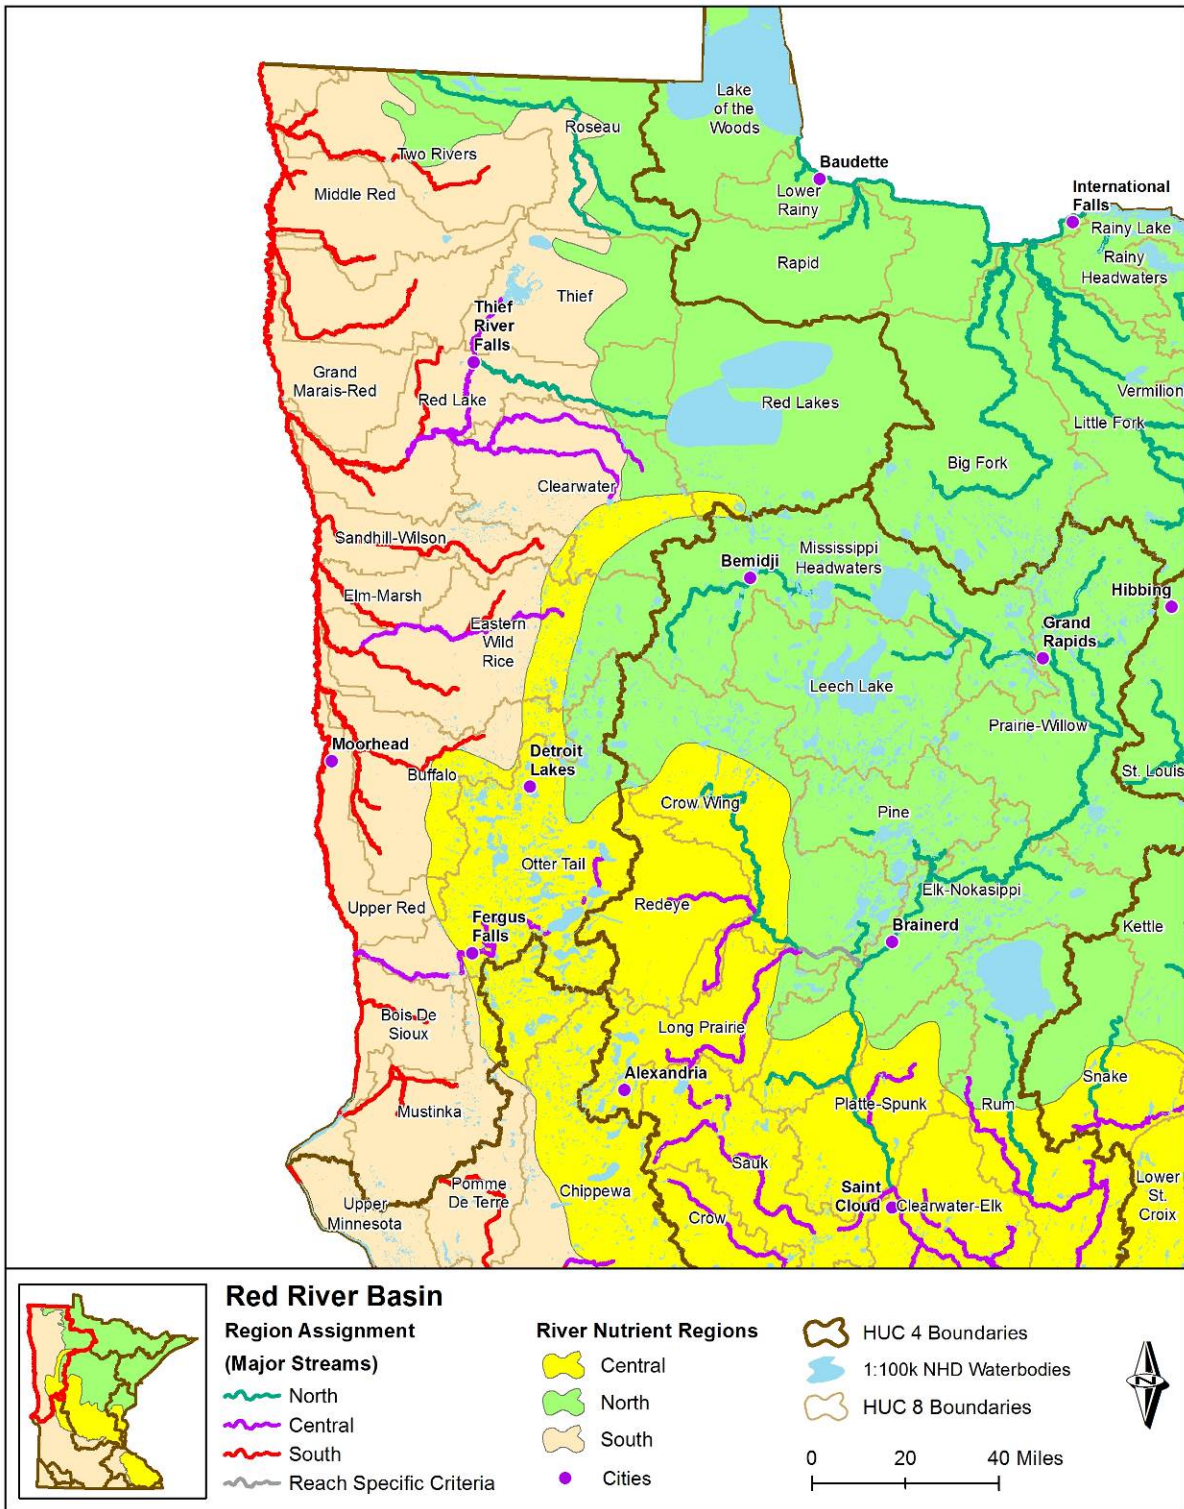 Lake
of the
Woods
Roseau
Two Rivers
Baudette
Middle Red
Lower
Rainy
International
Falls
Rainy Lake
Rainy
Headwaters
Rapid
Thief
Thief
River
Falls
Grand
Marais-Red
Red Lake
Red Lakes
Vermilion
Little Fork
Big Fork
Clearwater
Sandhill-Wilson
Bemidji
Mississippi
Headwaters
Hibbing
Elm-Marsh
Eastern
Wild
Rice
Grand
Rapids
Leech Lake
Prairie-Willow
Moorhead
Detroit
Lakes
Buffalo
St. Louis
Crow Wing
Pine
Otter Tail
Elk-Nokasippi
Redeye
Upper Red
Fergus
Falls
Brainerd
Kettle
Bois De
Sioux
Long Prairie
Alexandria
Snake
Mustinka
Platte-Spunk
Rum
Sauk
Pomme
De Terre
Chippewa
Upper
Minnesota
Crow
Saint
Cloud
Clearwater-Elk
Lower
St.
Croix
Red River Basin
Region Assignment
(Major Streams)
North
Central
South
Reach Specific Criteria
River Nutrient Regions
Central
North
South
Cities
HUC 4 Boundaries
1:100k NHD Waterbodies
HUC 8 Boundaries
0 20 40 Miles
N